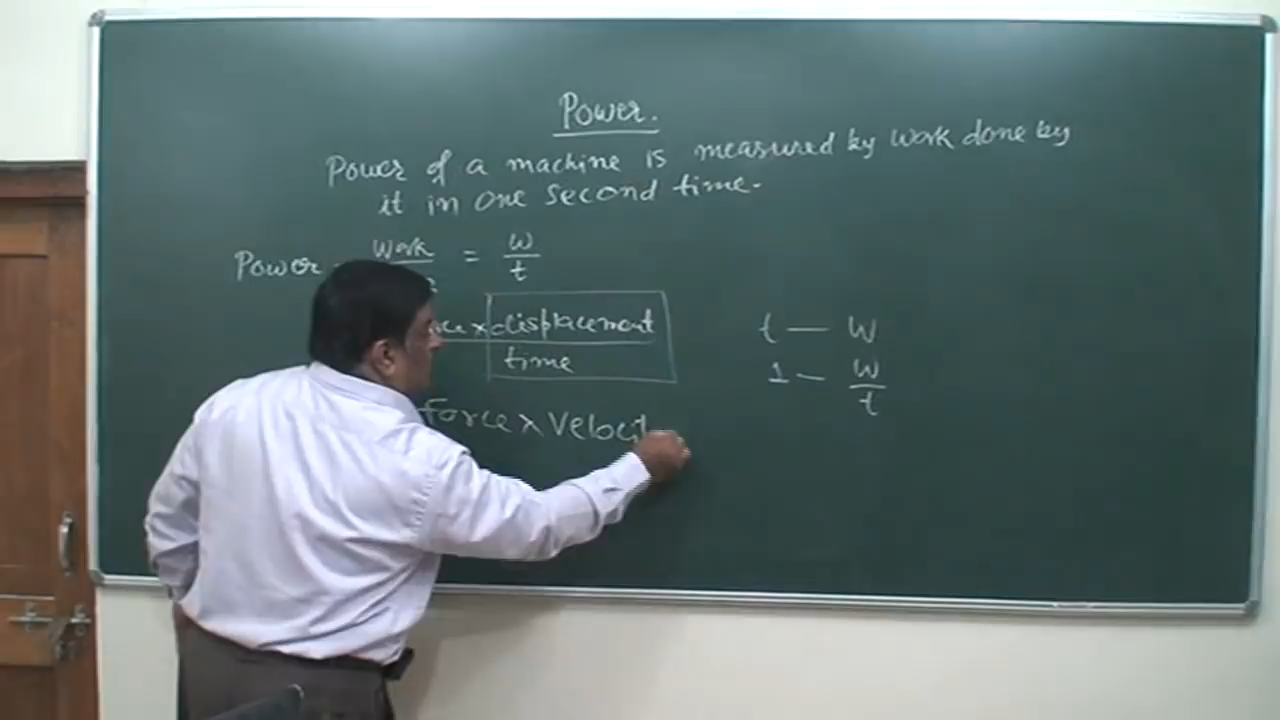 Power.
Power of a machine is measured by work done by
it in one second time.
Power = Work = w
t
× displacement
time
t — W
1 — W
t
force × Velocit